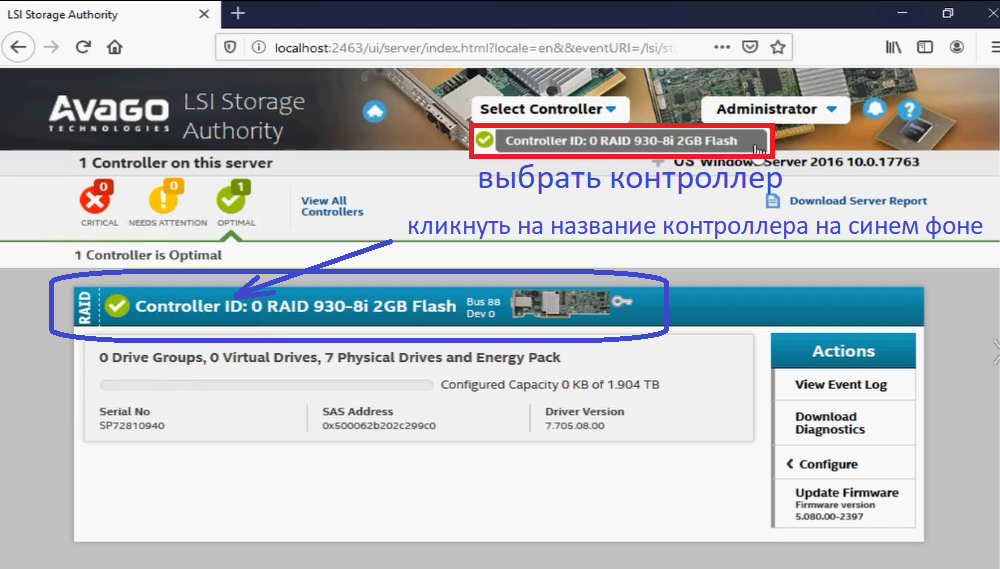 LSI Storage Authority
localhost:2463/ui/server/index.html?locale=en&&eventURI=/lsi/sto
AVAGO
TECHNOLOGIES
LSI Storage
Authority
Select Controller
Administrator
Controller ID: 0 RAID 930-8i 2GB Flash
1 Controller on this server
OS Windows Server 2016 10.0.17763
выбрать контроллер
0
0
1
CRITICAL
NEEDS ATTENTION
OPTIMAL
View All
Controllers
Download Server Report
кликнуть на название контроллера на синем фоне
1 Controller is Optimal
RAID
Controller ID: 0 RAID 930-8i 2GB Flash
Bus 88
Dev 0
0 Drive Groups, 0 Virtual Drives, 7 Physical Drives and Energy Pack
Configured Capacity 0 KB of 1.904 TB
Serial No
SP72810940
SAS Address
0x500062b202c299c0
Driver Version
7.705.08.00
Actions
View Event Log
Download
Diagnostics
Configure
Update Firmware
Firmware version
5.080.00-2397